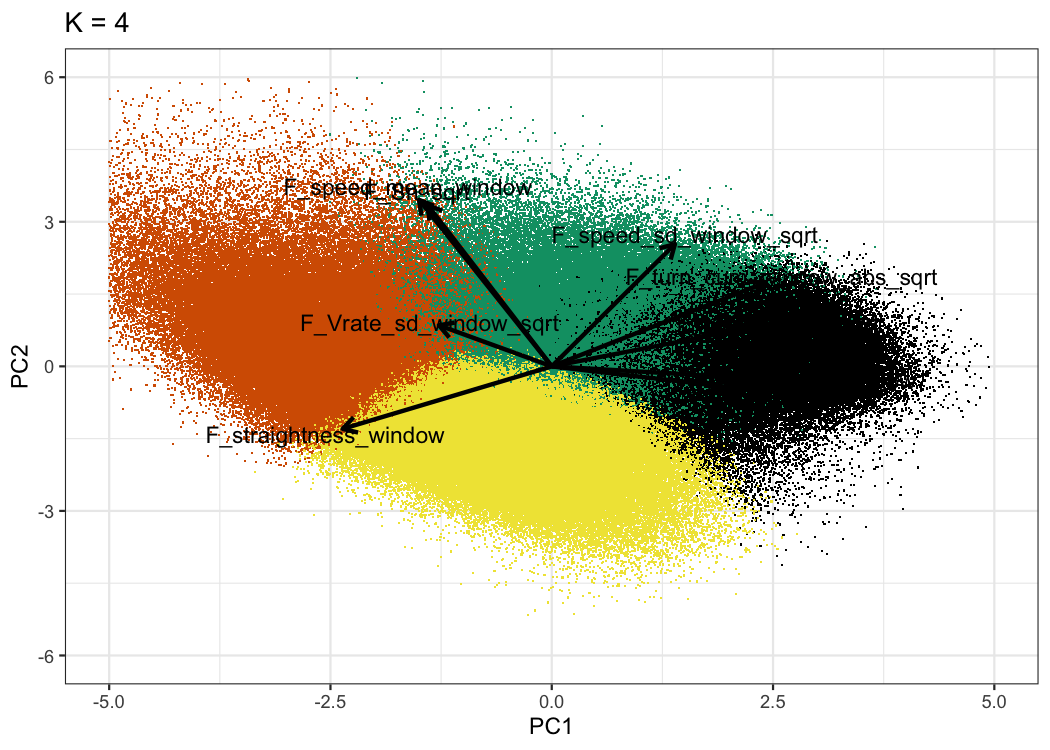 K = 4
PC2
6
3
0
-3
-6
F_speed_mean_window
F_speed_sd_window_sqrt
F_Vrate_sd_window_sqrt
F_straightness_window
-5.0
-2.5
0.0
2.5
5.0
PC1